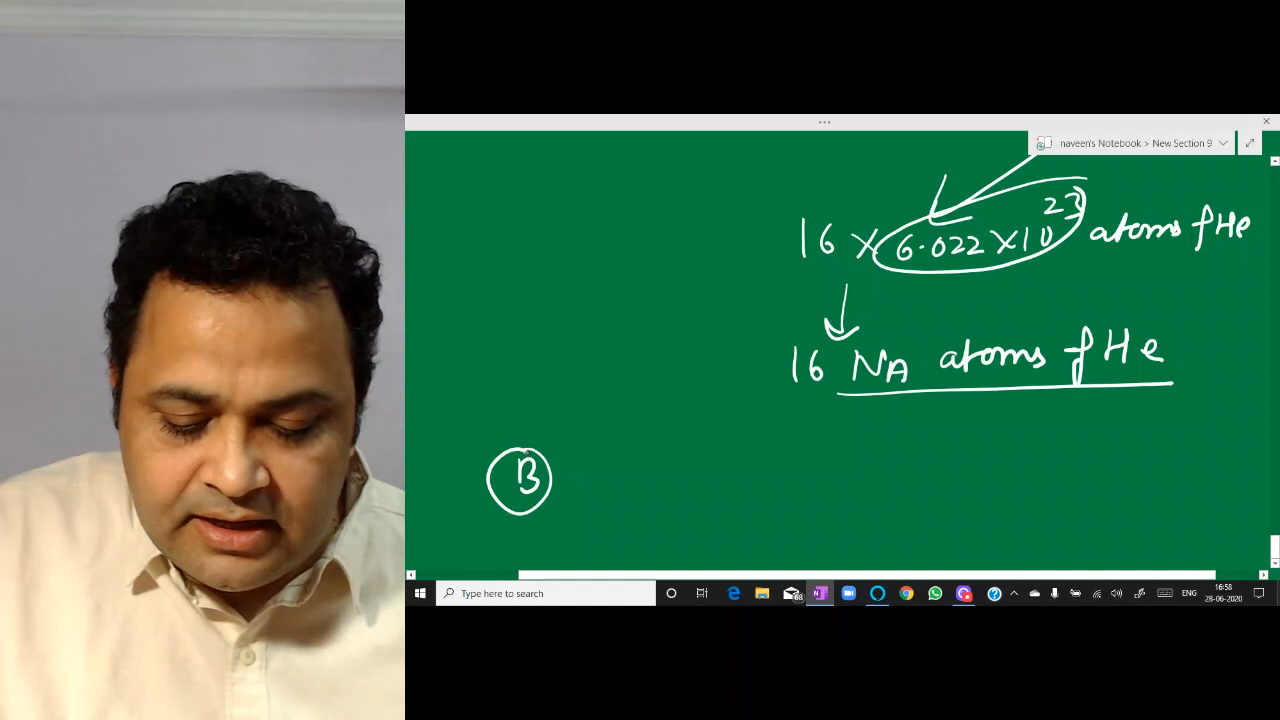 naveen's Notebook > New Section 9
16 × 6.022 × 10²³ atoms of He
16 NA atoms of He
B
Type here to search
68
ENG
16:58
28-06-2020